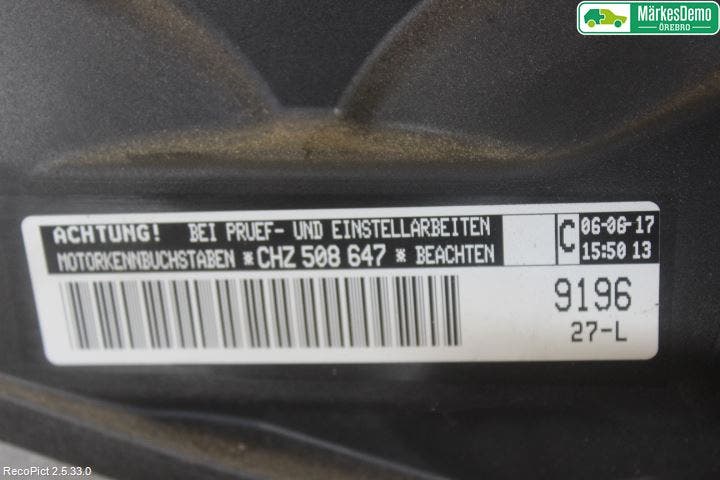 MärkesDemo
ÖREBRO
ACHTUNG! BEI PRUEF- UND EINSTELLARBEITEN
MOTORKENNBUCHSTABEN *CHZ 508 647* BEACHTEN
C
06-06-17
15:50 13
9196
27-L
RecoPict 2.5.33.0